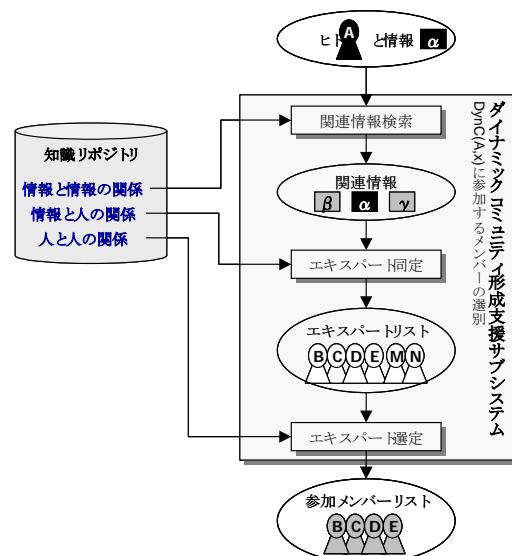 ヒト A と情報 α
関連情報検索
知識リポジトリ
情報と情報の関係
情報と人の関係
人と人の関係
関連情報
β α γ
エキスパート同定
エキスパートリスト
B C D E M N
エキスパート選定
参加メンバーリスト
B C D E
ダイナミックコミュニティ形成支援サブシステム
DynC(A,x)に参加するメンバーの選別